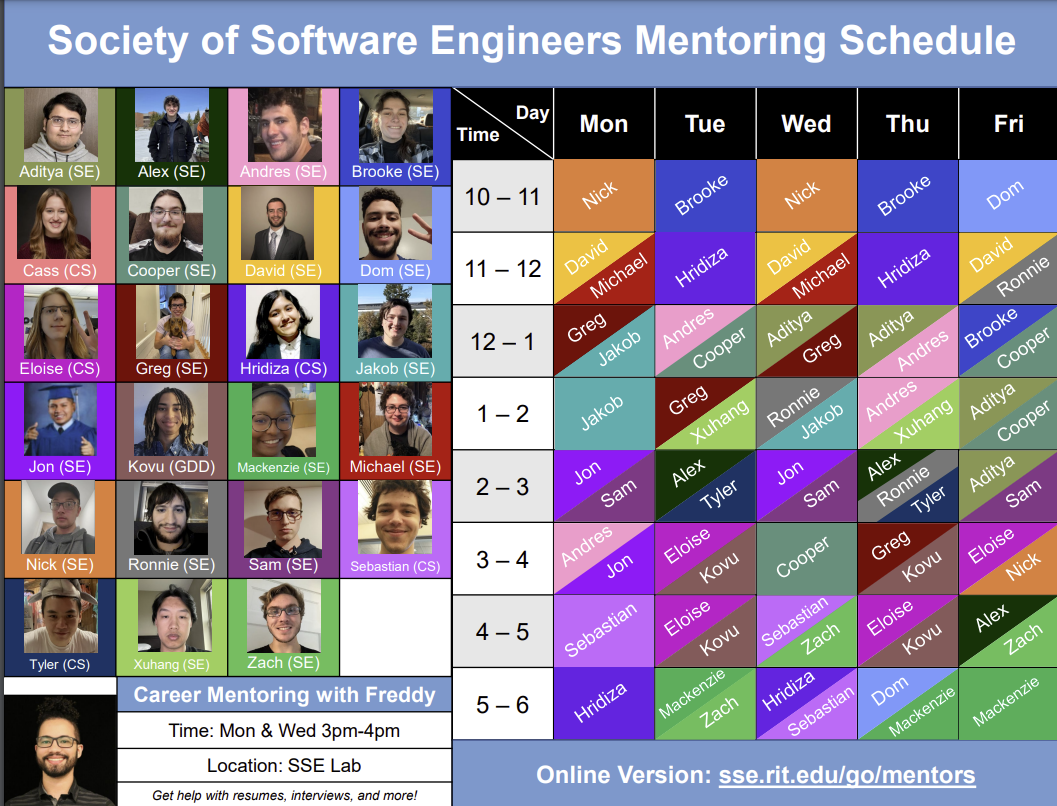 Society of Software Engineers Mentoring Schedule
Aditya (SE)
Alex (SE)
Andres (SE)
Brooke (SE)
Cass (CS)
Cooper (SE)
David (SE)
Dom (SE)
Eloise (CS)
Greg (SE)
Hridiza (CS)
Jakob (SE)
Jon (SE)
Kovu (GDD)
Mackenzie (SE)
Michael (SE)
Nick (SE)
Ronnie (SE)
Sam (SE)
Sebastian (CS)
Tyler (CS)
Xuhang (SE)
Zach (SE)
Career Mentoring with Freddy
Time: Mon & Wed 3pm-4pm
Location: SSE Lab
Get help with resumes, interviews, and more!
Day
Time
Mon
Tue
Wed
Thu
Fri
10 – 11
Nick
Brooke
Nick
Brooke
Dom
11 – 12
David
Michael
Hridiza
David
Michael
Hridiza
David
Ronnie
12 – 1
Greg
Jakob
Andres
Cooper
Aditya
Greg
Aditya
Andres
Brooke
Cooper
1 – 2
Jakob
Greg
Xuhang
Ronnie
Jakob
Andres
Xuhang
Aditya
Cooper
2 – 3
Jon
Sam
Alex
Tyler
Jon
Sam
Alex
Ronnie
Tyler
Aditya
Sam
3 – 4
Andres
Jon
Eloise
Kovu
Cooper
Greg
Kovu
Eloise
Nick
4 – 5
Sebastian
Eloise
Kovu
Sebastian
Zach
Eloise
Kovu
Alex
Zach
5 – 6
Hridiza
Mackenzie
Zach
Hridiza
Sebastian
Dom
Mackenzie
Mackenzie
Online Version: sse.rit.edu/go/mentors